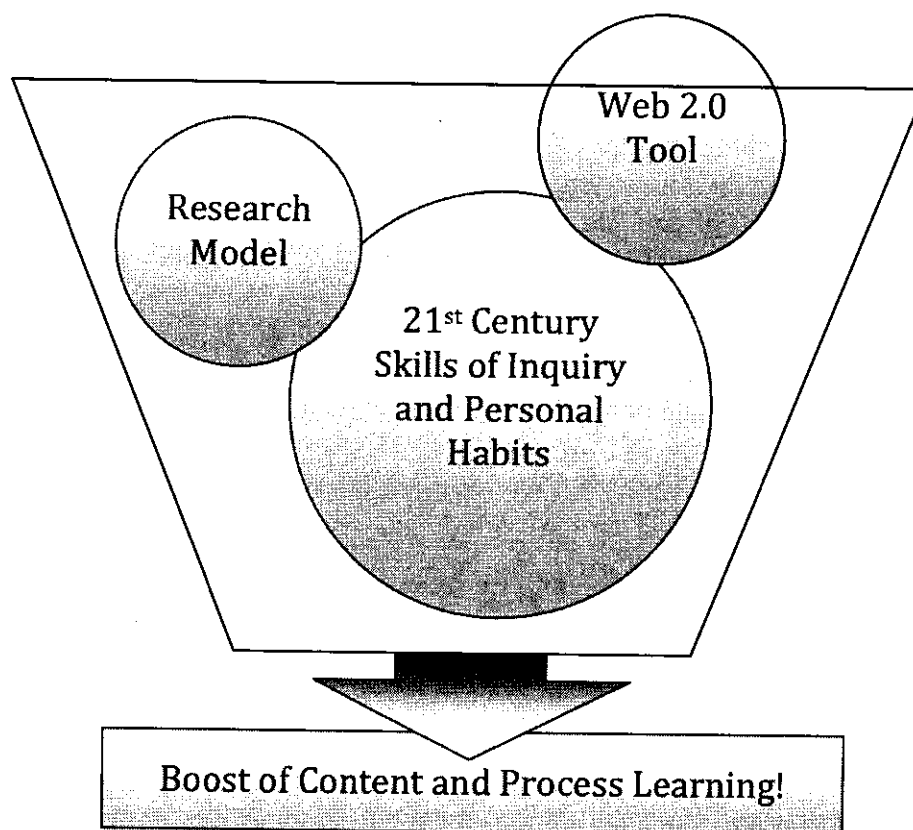 Web 2.0
Tool
Research
Model
21st Century
Skills of Inquiry
and Personal
Habits
Boost of Content and Process Learning!